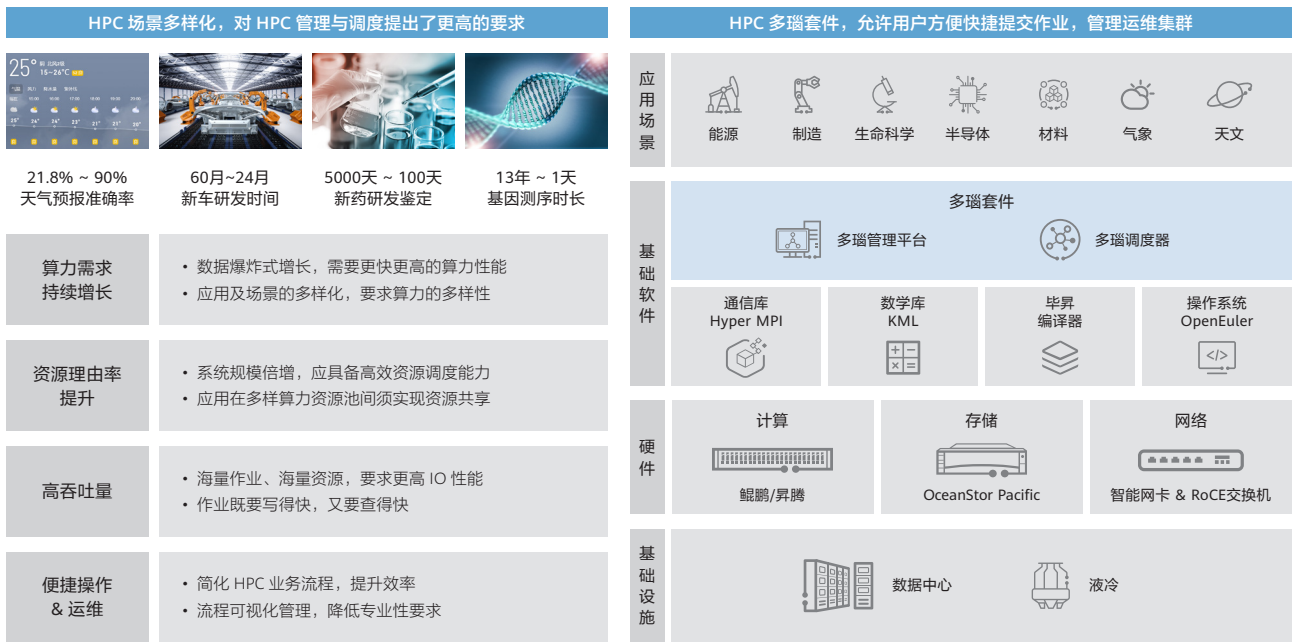 HPC 场景多样化，对 HPC 管理与调度提出了更高的要求
25°
阴 北风2级
15~26°C
21.8% ~ 90%
天气预报准确率
60月~24月
新车研发时间
5000天 ~ 100天
新药研发鉴定
13年 ~ 1天
基因测序时长
算力需求
持续增长
• 数据爆炸式增长，需要更快更高的算力性能
• 应用及场景的多样化，要求算力的多样性
资源理由率
提升
• 系统规模倍增，应具备高效资源调度能力
• 应用在多样算力资源池间须实现资源共享
高吞吐量
• 海量作业、海量资源，要求更高 IO 性能
• 作业既要写得快，又要查得快
便捷操作
& 运维
• 简化 HPC 业务流程，提升效率
• 流程可视化管理，降低专业性要求
HPC 多瑙套件，允许用户方便快捷提交作业，管理运维集群
应用场景
能源 制造 生命科学 半导体 材料 气象 天文
基础软件
多瑙套件
多瑙管理平台 多瑙调度器
通信库
Hyper MPI
数学库
KML
毕昇
编译器
操作系统
OpenEuler
</>
硬件
计算
鲲鹏/昇腾
存储
OceanStor Pacific
网络
智能网卡 & RoCE交换机
基础设施
数据中心 液冷